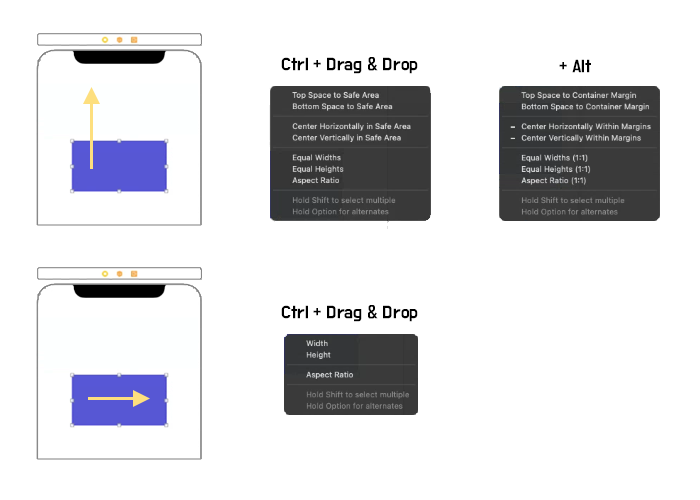 Ctrl + Drag & Drop
Top Space to Safe Area
Bottom Space to Safe Area
Center Horizontally in Safe Area
Center Vertically in Safe Area
Equal Widths
Equal Heights
Aspect Ratio
Hold Shift to select multiple
Hold Option for alternates
+ Alt
Top Space to Container Margin
Bottom Space to Container Margin
– Center Horizontally Within Margins
– Center Vertically Within Margins
Equal Widths (1:1)
Equal Heights (1:1)
Aspect Ratio (1:1)
Hold Shift to select multiple
Hold Option for alternates
Ctrl + Drag & Drop
Width
Height
Aspect Ratio
Hold Shift to select multiple
Hold Option for alternates